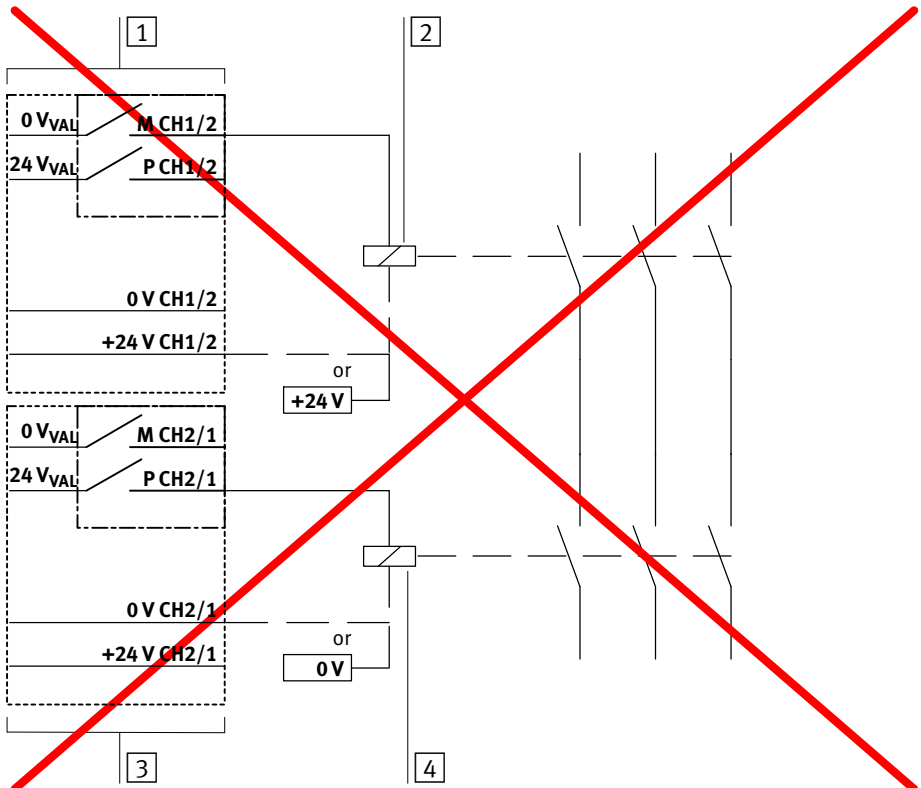 1
2
0 VVAL
M CH1/2
24 VVAL
P CH1/2
0 V CH1/2
+24 V CH1/2
or
+24 V
0 VVAL
M CH2/1
24 VVAL
P CH2/1
0 V CH2/1
or
+24 V CH2/1
0 V
3
4